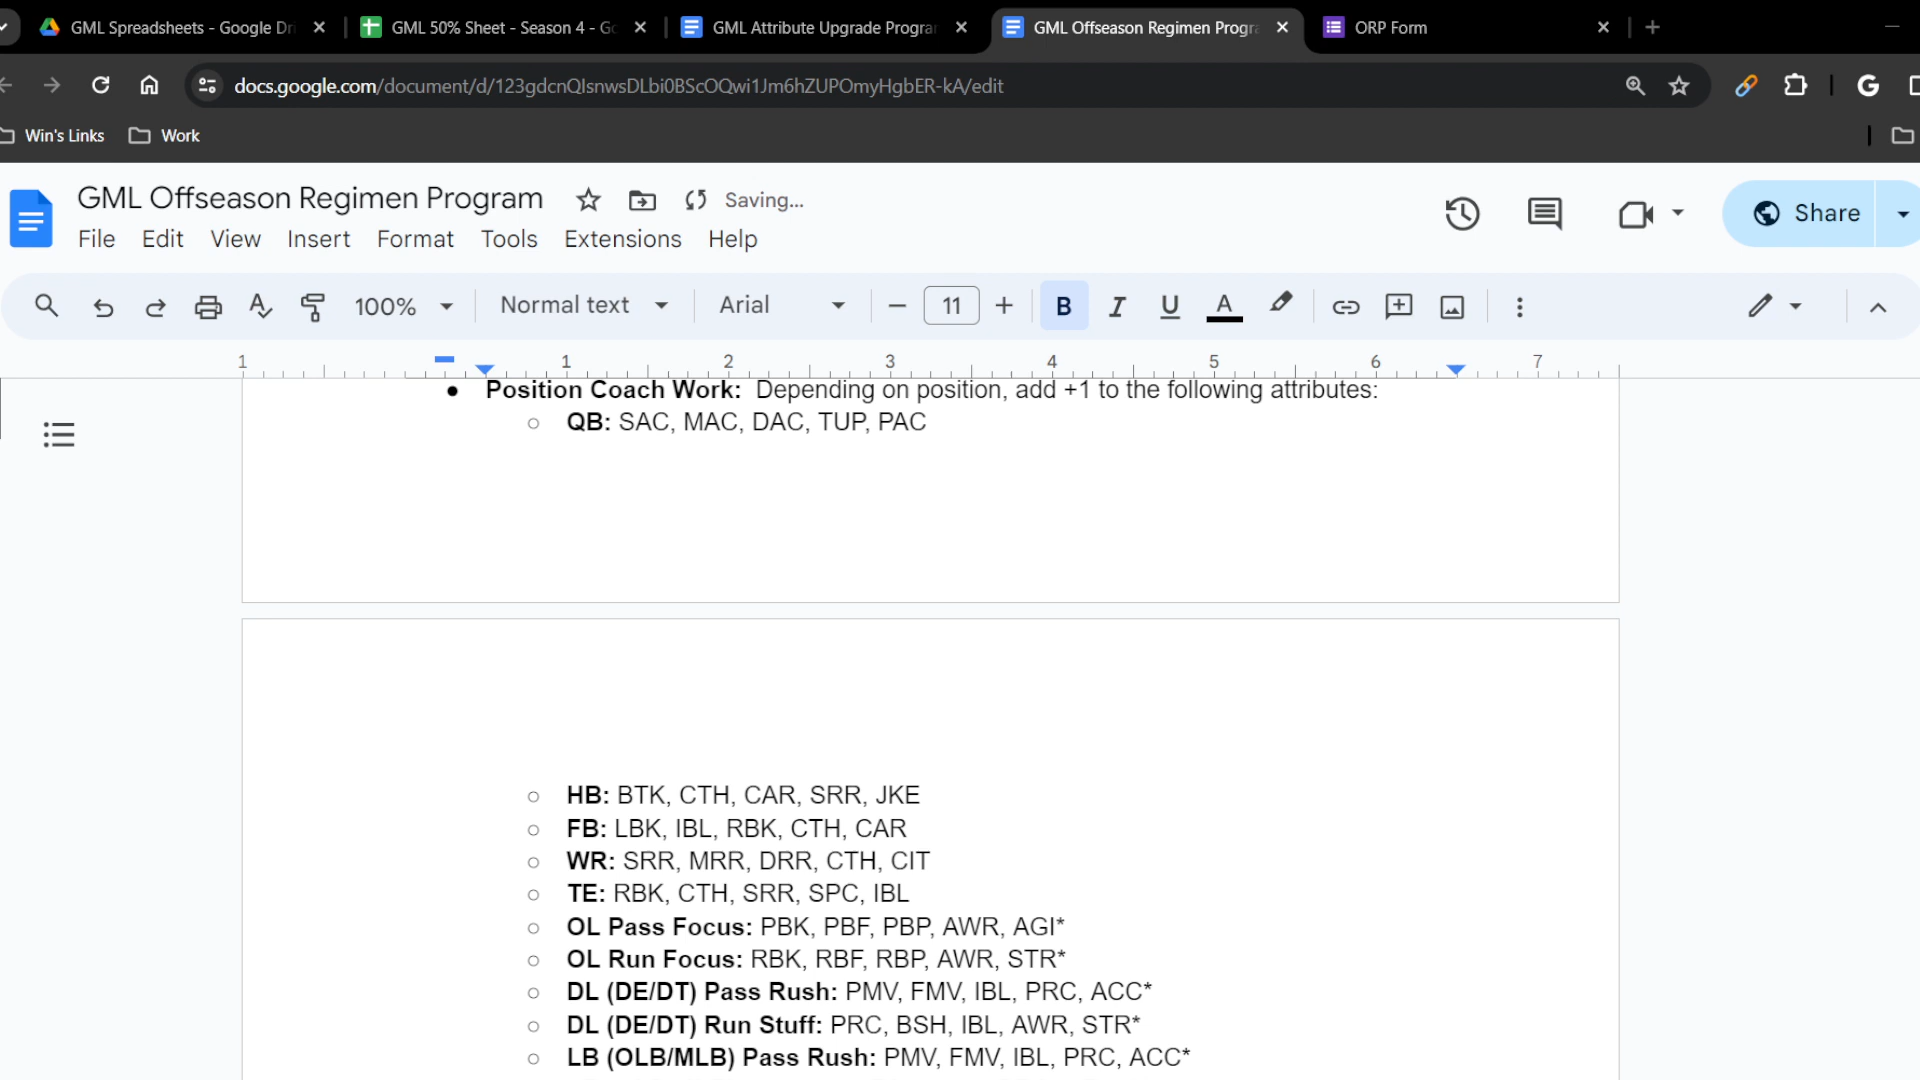 GML Spreadsheets - Google Dri
GML 50% Sheet - Season 4 - Go
GML Attribute Upgrade Program
GML Offseason Regimen Progra
ORP Form
docs.google.com/document/d/123gdcnQlsnwsDLbi0BScOQwi1Jm6hZUPOmyHgbER-kA/edit
Win's Links
Work
GML Offseason Regimen Program
Saving...
File Edit View Insert Format Tools Extensions Help
Share
100% Normal text Arial 11 B I U A
1 1 2 3 4 5 6 7
● Position Coach Work: Depending on position, add +1 to the following attributes:
○ QB: SAC, MAC, DAC, TUP, PAC
○ HB: BTK, CTH, CAR, SRR, JKE
○ FB: LBK, IBL, RBK, CTH, CAR
○ WR: SRR, MRR, DRR, CTH, CIT
○ TE: RBK, CTH, SRR, SPC, IBL
○ OL Pass Focus: PBK, PBF, PBP, AWR, AGI*
○ OL Run Focus: RBK, RBF, RBP, AWR, STR*
○ DL (DE/DT) Pass Rush: PMV, FMV, IBL, PRC, ACC*
○ DL (DE/DT) Run Stuff: PRC, BSH, IBL, AWR, STR*
○ LB (OLB/MLB) Pass Rush: PMV, FMV, IBL, PRC, ACC*